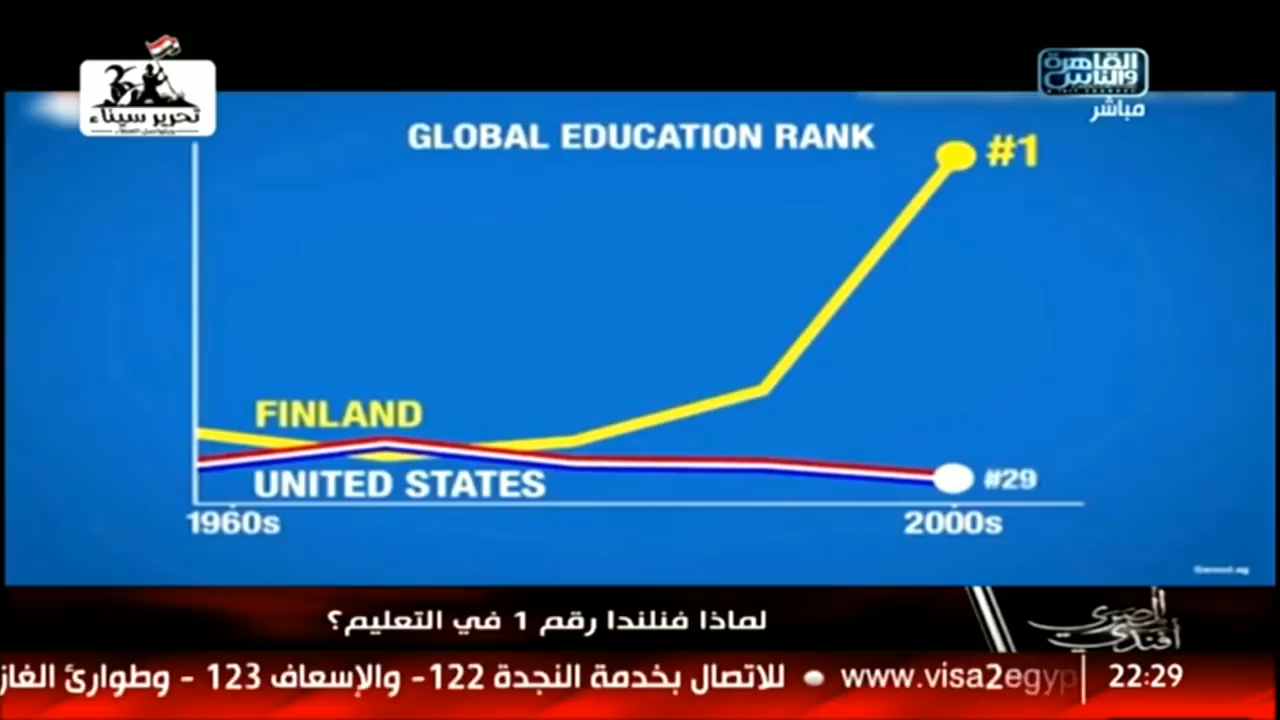 تحرير سيناء
القاهرة
والناس
مباشر
GLOBAL EDUCATION RANK
#1
FINLAND
UNITED STATES
#29
1960s
2000s
لماذا فنلندا رقم 1 في التعليم؟
أفندي
22:29
www.visa2egyp
للاتصال بخدمة النجدة 122- والإسعاف 123 - وطوارئ الغاز